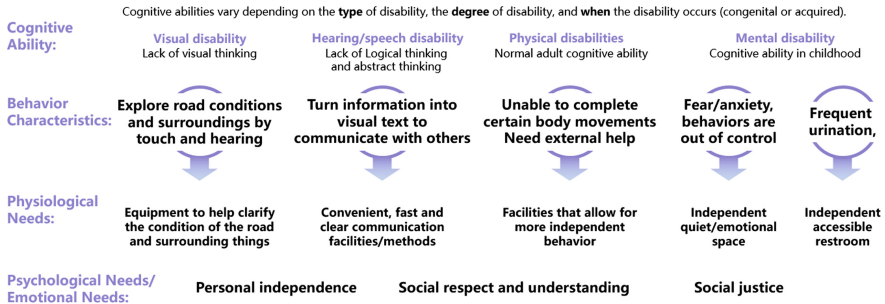 Cognitive abilities vary depending on the type of disability, the degree of disability, and when the disability occurs (congenital or acquired).
Cognitive
Ability:
Visual disability
Lack of visual thinking
Hearing/speech disability
Lack of Logical thinking
and abstract thinking
Physical disabilities
Normal adult cognitive ability
Mental disability
Cognitive ability in childhood
Behavior
Characteristics:
Explore road conditions
and surroundings by
touch and hearing
Turn information into
visual text to
communicate with others
Unable to complete
certain body movements
Need external help
Fear/anxiety,
behaviors are
out of control
Frequent
urination,
Physiological
Needs:
Equipment to help clarify
the condition of the road
and surrounding things
Convenient, fast and
clear communication
facilities/methods
Facilities that allow for
more independent
behavior
Independent
quiet/emotional
space
Independent
accessible
restroom
Psychological Needs/
Emotional Needs:
Personal independence
Social respect and understanding
Social justice